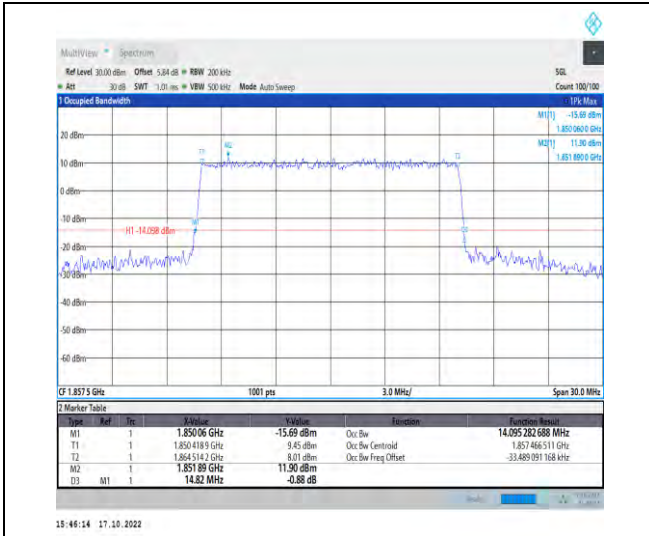 MultiView Spectrum
Ref Level 30.00 dBm Offset 5.84 dB RBW 200 kHz SGL
Att 30 dB SWT 1.01 ms VBW 500 kHz Mode Auto Sweep Count 100/100
1 Occupied Bandwidth 1Pk Max
M1[1] -15.69 dBm
1.850 060 0 GHz
M2[1] 11.90 dBm
1.851 890 0 GHz
20 dBm
M2
T1 T2
10 dBm
0 dBm
-10 dBm
M1
H1 -14.098 dBm
-20 dBm
-30 dBm
-40 dBm
-50 dBm
-60 dBm
CF 1.857 5 GHz 1001 pts 3.0 MHz/ Span 30.0 MHz
2 Marker Table
Type Ref Trc X-Value Y-Value Function Function Result
M1 1 1.850 06 GHz -15.69 dBm Occ Bw 14.095 282 688 MHz
T1 1 1.850 418 9 GHz 9.45 dBm Occ Bw Centroid 1.857 466 511 GHz
T2 1 1.864 514 2 GHz 8.01 dBm Occ Bw Freq Offset -33.489 091 168 kHz
M2 1 1.851 89 GHz 11.90 dBm
D3 M1 1 14.82 MHz -0.88 dB
15:46:14 17.10.2022